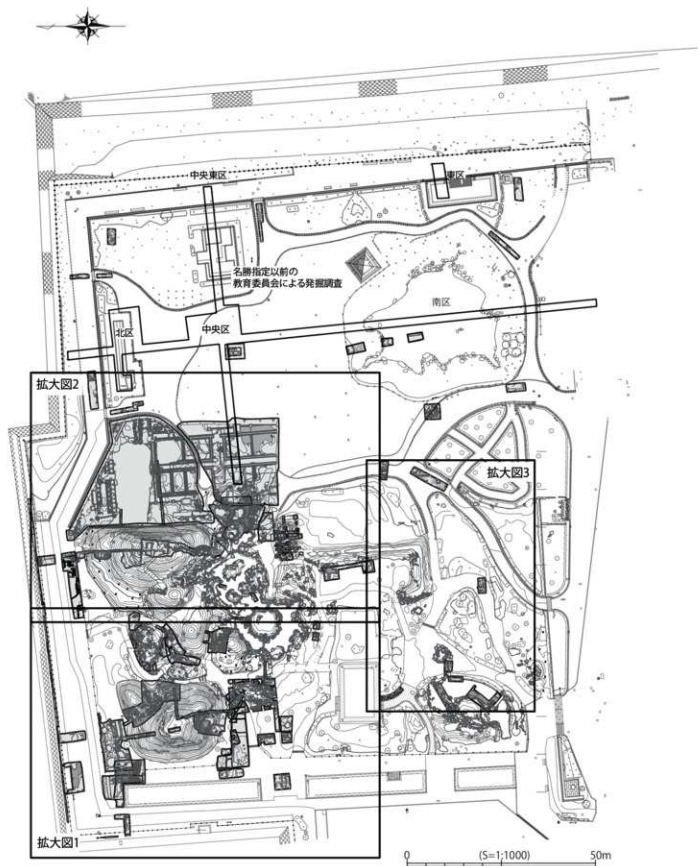 中央東区
東区
名勝指定以前の
教育委員会による発掘調査
南区
北区
中央区
拡大図2
拡大図3
拡大図1
0 (S=1:1000) 50m